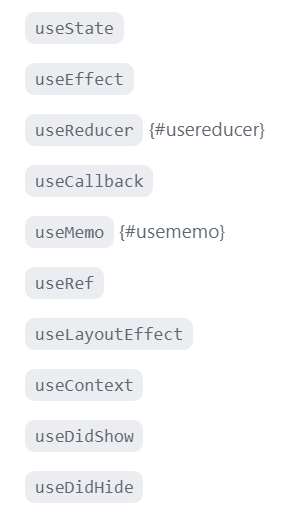 useState
useEffect
useReducer {#usereducer}
useCallback
useMemo {#usememo}
useRef
useLayoutEffect
useContext
useDidShow
useDidHide